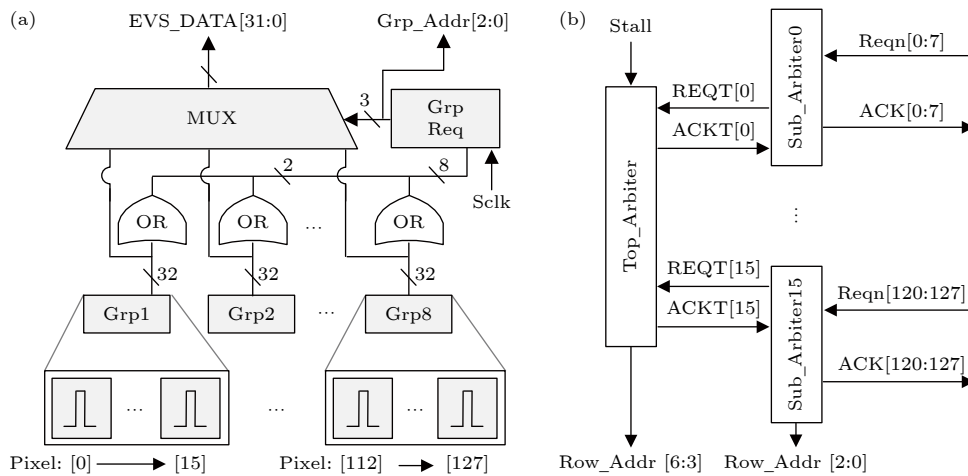 (a)
EVS_DATA[31:0]
Grp_Addr[2:0]
MUX
3
Grp
Req
2
8
Sclk
OR
OR
...
OR
32
32
32
Grp1
Grp2
...
Grp8
...
...
...
Pixel: [0]
[15]
Pixel: [112]
[127]
(b)
Stall
Top_Arbiter
REQT[0]
ACKT[0]
Sub_Arbiter0
Reqn[0:7]
ACK[0:7]
...
REQT[15]
ACKT[15]
Sub_Arbiter15
Reqn[120:127]
ACK[120:127]
Row_Addr [6:3]
Row_Addr [2:0]